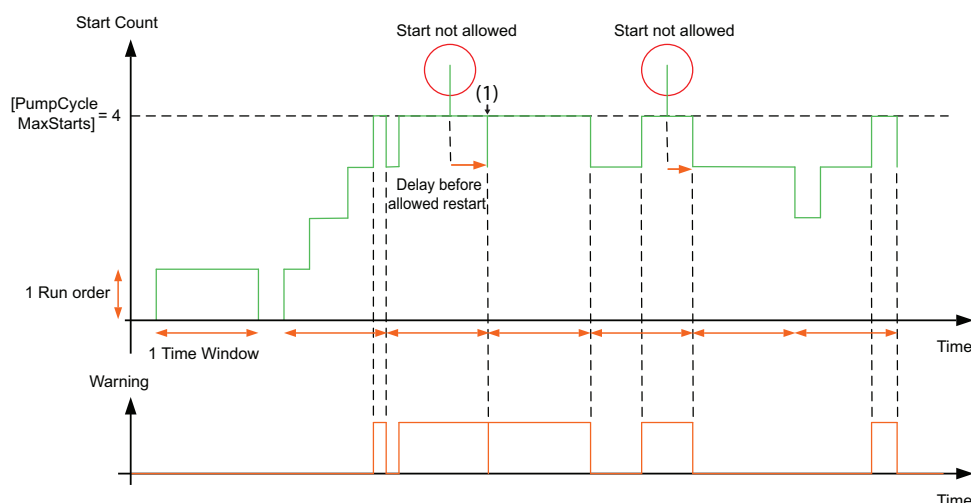 Start Count
Start not allowed
Start not allowed
(1)
[PumpCycle
MaxStarts] = 4
Delay before
allowed restart
1 Run order
1 Time Window
Time
Warning
Time